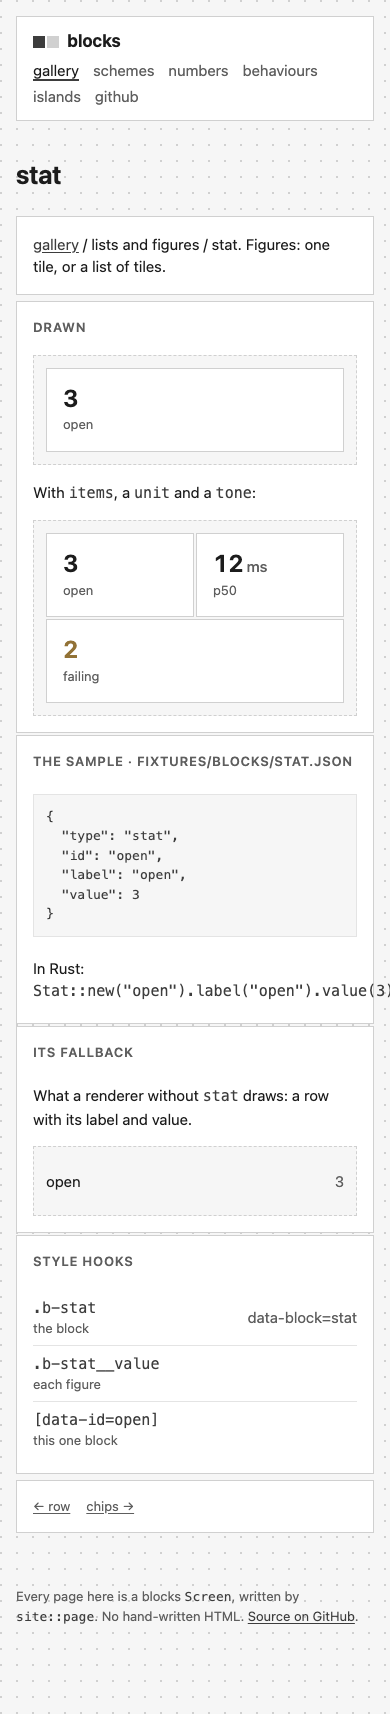 blocks
gallery schemes numbers behaviours
islands github
stat
gallery / lists and figures / stat. Figures: one
tile, or a list of tiles.
DRAWN
3
open
With items, a unit and a tone:
3
open
12 ms
p50
2
failing
THE SAMPLE · FIXTURES/BLOCKS/STAT.JSON
{
  "type": "stat",
  "id": "open",
  "label": "open",
  "value": 3
}
In Rust:
Stat::new("open").label("open").value(3)
ITS FALLBACK
What a renderer without stat draws: a row
with its label and value.
open 3
STYLE HOOKS
.b-stat
the block
data-block=stat
.b-stat__value
each figure
[data-id=open]
this one block
← row chips →
Every page here is a blocks Screen, written by
site::page. No hand-written HTML. Source on GitHub.